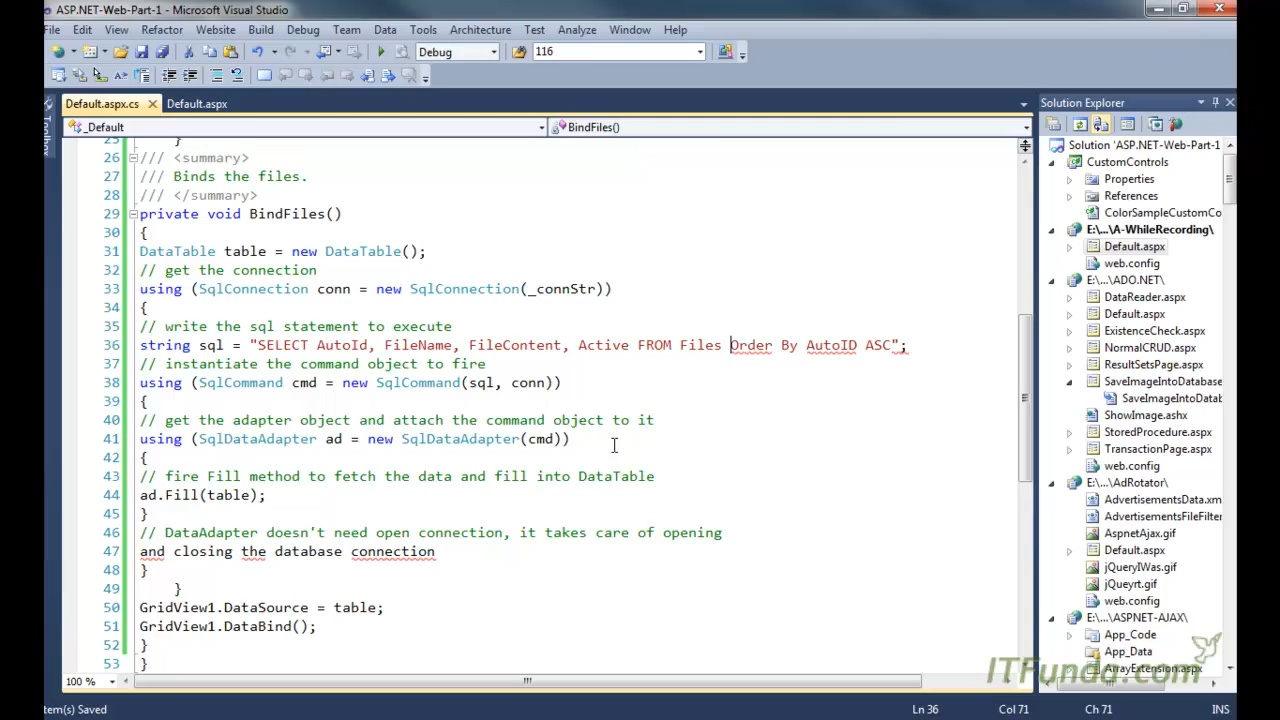 ASP.NET-Web-Part-1 - Microsoft Visual Studio
File Edit View Refactor Website Build Debug Team Data Tools Architecture Test Analyze Window Help
Debug 116
Default.aspx.cs Default.aspx
_Default BindFiles()
25 }
26 /// <summary>
27 /// Binds the files.
28 /// </summary>
29 private void BindFiles()
30 {
31 DataTable table = new DataTable();
32 // get the connection
33 using (SqlConnection conn = new SqlConnection(_connStr))
34 {
35 // write the sql statement to execute
36 string sql = "SELECT AutoId, FileName, FileContent, Active FROM Files Order By AutoID ASC";
37 // instantiate the command object to fire
38 using (SqlCommand cmd = new SqlCommand(sql, conn))
39 {
40 // get the adapter object and attach the command object to it
41 using (SqlDataAdapter ad = new SqlDataAdapter(cmd))
42 {
43 // fire Fill method to fetch the data and fill into DataTable
44 ad.Fill(table);
45 }
46 // DataAdapter doesn't need open connection, it takes care of opening
47 and closing the database connection
48 }
49 }
50 GridView1.DataSource = table;
51 GridView1.DataBind();
52 }
53 }
100 %
Toolbox
Solution Explorer
Solution 'ASP.NET-Web-Part-1
CustomControls
Properties
References
ColorSampleCustomCo
E:\...\A-WhileRecording\
Default.aspx
web.config
E:\...\ADO.NET\
DataReader.aspx
Default.aspx
ExistenceCheck.aspx
NormalCRUD.aspx
ResultSetsPage.aspx
SaveImageIntoDatabase
SaveImageIntoDatab
ShowImage.ashx
StoredProcedure.aspx
TransactionPage.aspx
web.config
E:\...\AdRotator\
AdvertisementsData.xm
AdvertisementsFileFilter
AspnetAjax.gif
Default.aspx
jQueryIWas.gif
jQueyrt.gif
web.config
E:\...\ASPNET-AJAX\
App_Code
App_Data
ArrayExtension.aspx
ITFunda.com
tem(s) Saved Ln 36 Col 71 Ch 71 INS